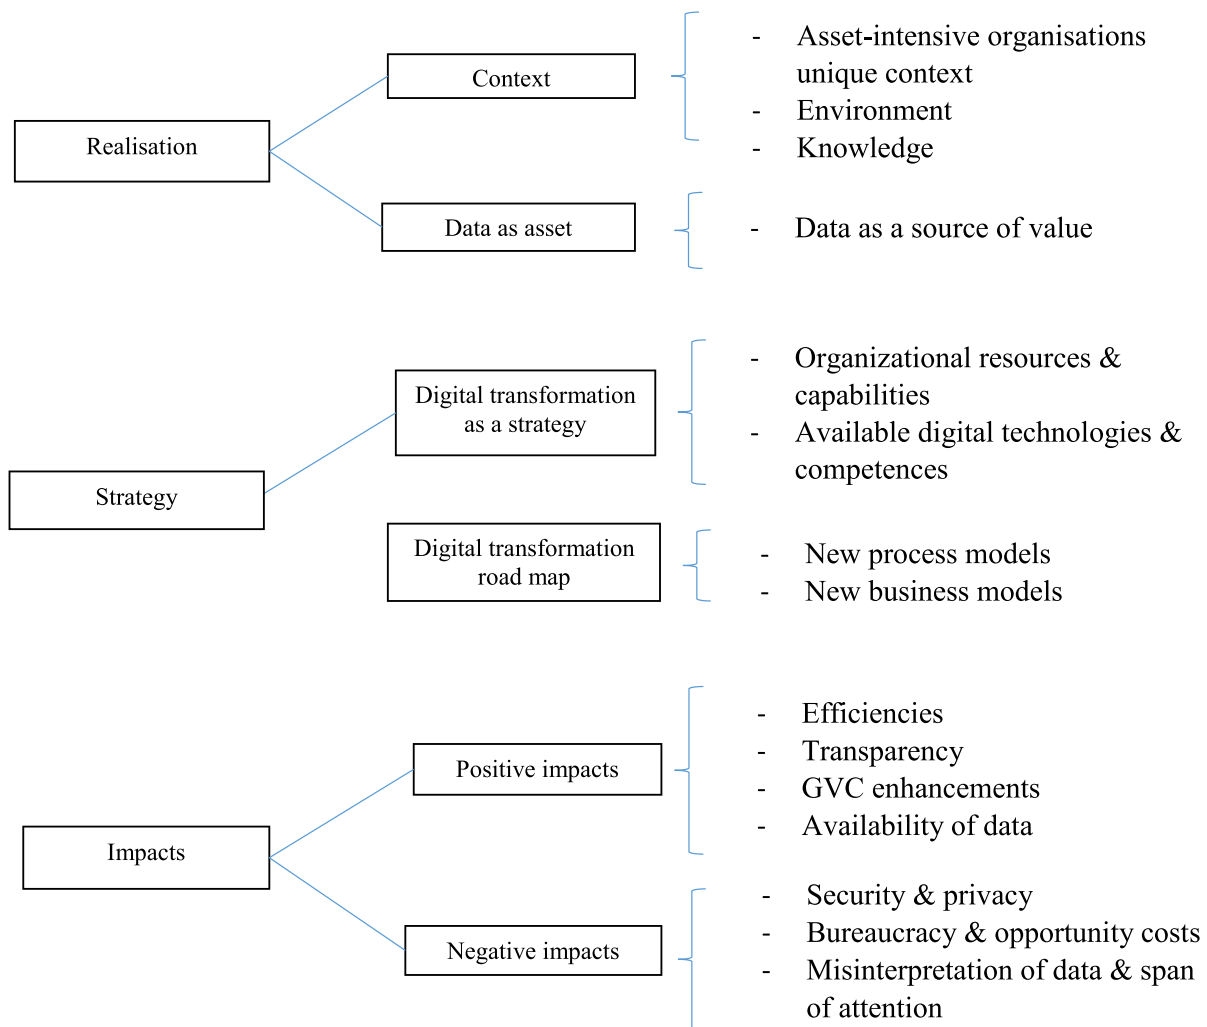 Realisation
Context
- Asset-intensive organisations
unique context
- Environment
- Knowledge
Data as asset
- Data as a source of value
Strategy
Digital transformation
as a strategy
- Organizational resources &
capabilities
- Available digital technologies &
competences
Digital transformation
road map
- New process models
- New business models
Impacts
Positive impacts
- Efficiencies
- Transparency
- GVC enhancements
- Availability of data
Negative impacts
- Security & privacy
- Bureaucracy & opportunity costs
- Misinterpretation of data & span
of attention